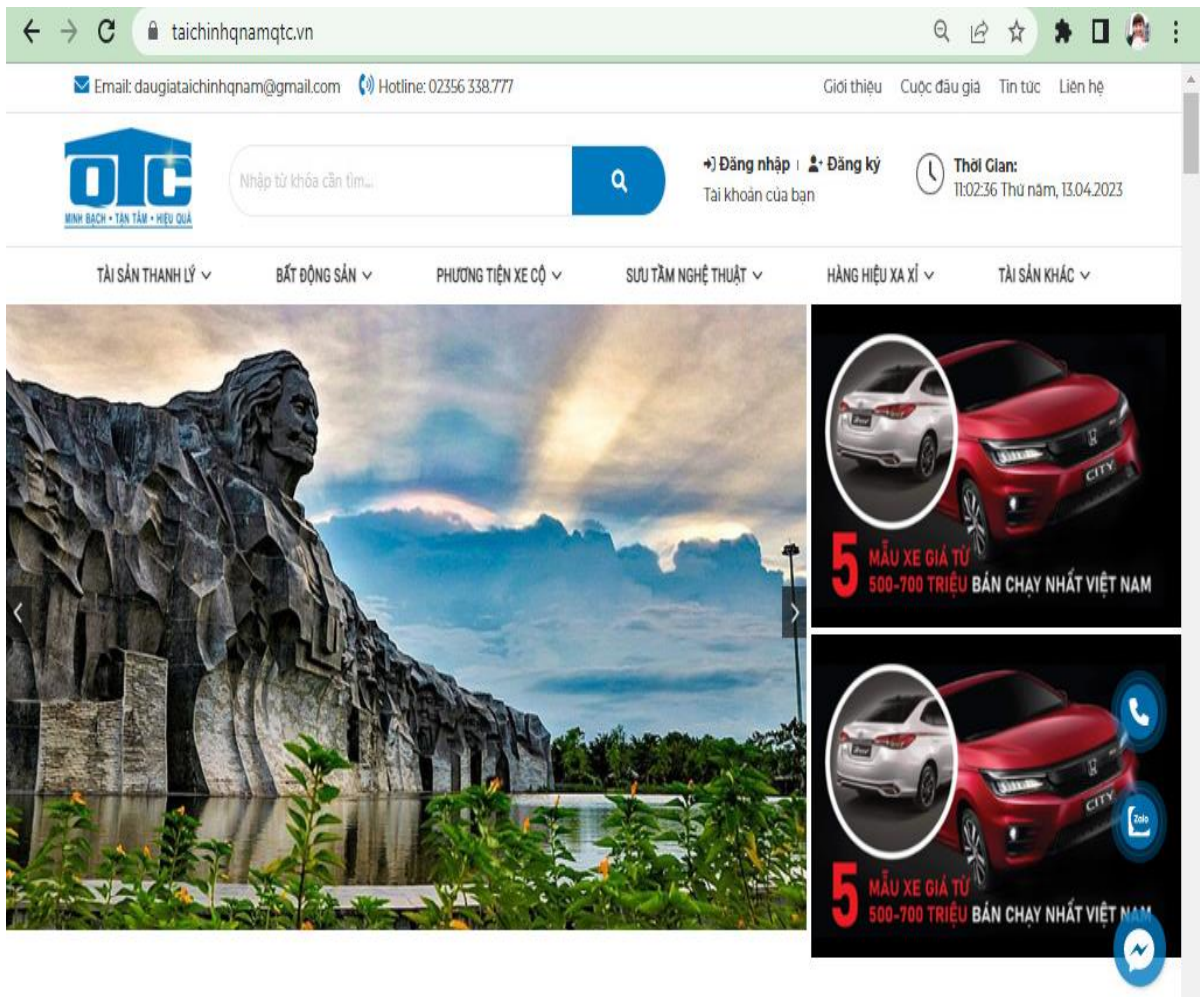 taichinhqnamqtc.vn
Email: daugiataichinhqnam@gmail.com Hotline: 02356 338.777 Giới thiệu Cuộc đấu giá Tin tức Liên hệ
QTC
MINH BẠCH • TẬN TÂM • HIỆU QUẢ
Nhập từ khóa cần tìm...
Đăng nhập Đăng ký
Tài khoản của bạn
Thời Gian:
11:02:36 Thứ năm, 13.04.2023
TÀI SẢN THANH LÝ BẤT ĐỘNG SẢN PHƯƠNG TIỆN XE CỘ SƯU TẦM NGHỆ THUẬT HÀNG HIỆU XA XỈ TÀI SẢN KHÁC
CITY
5 MẪU XE GIÁ TỪ
500-700 TRIỆU BÁN CHẠY NHẤT VIỆT NAM
CITY
Zalo
5 MẪU XE GIÁ TỪ
500-700 TRIỆU BÁN CHẠY NHẤT VIỆT NAM